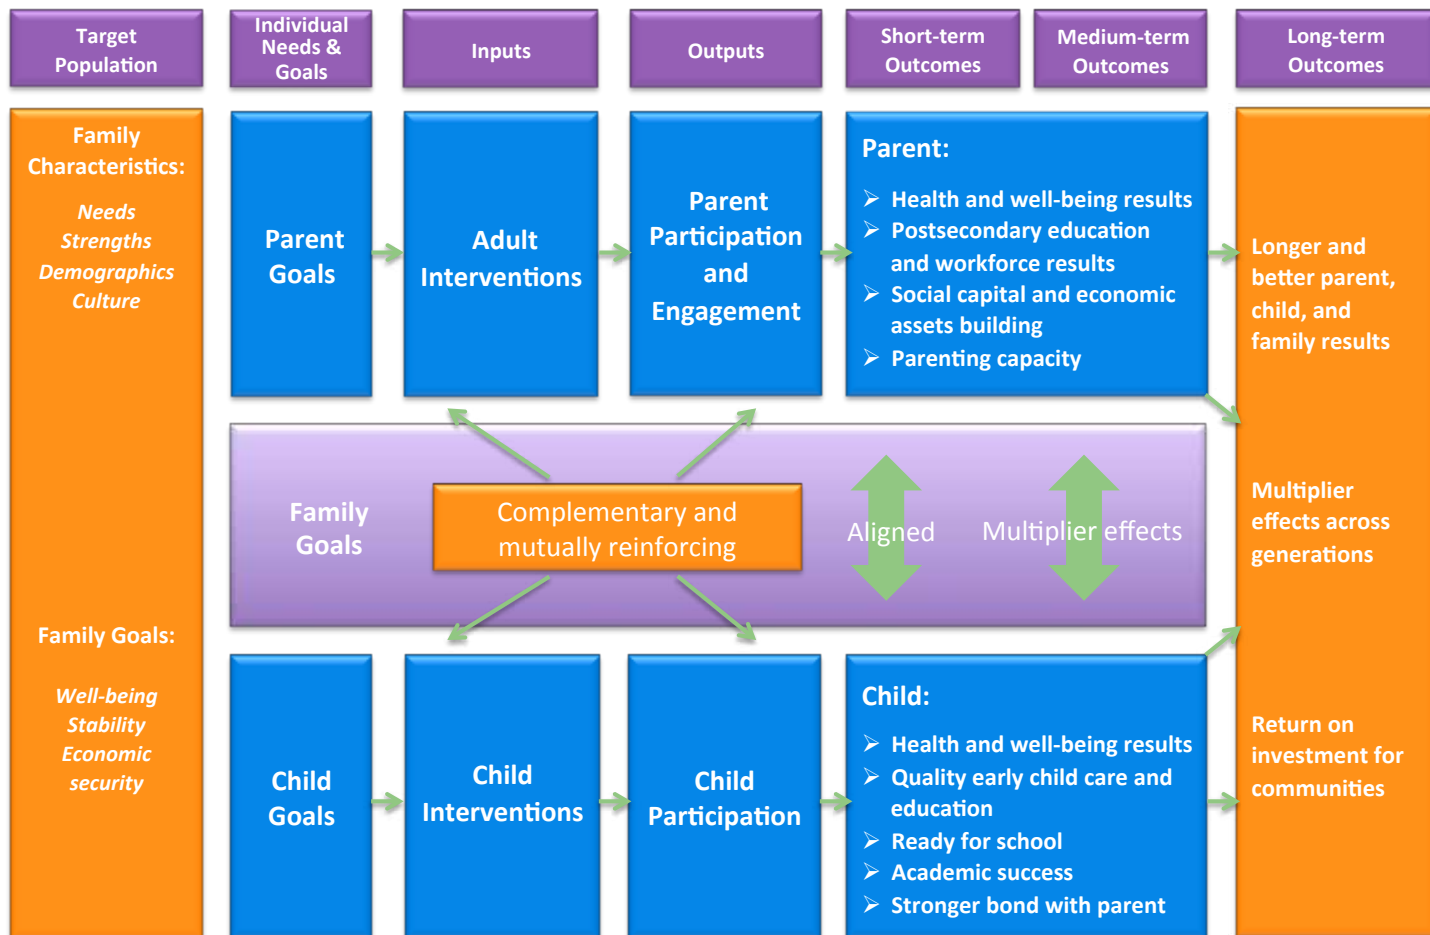 Target
Population
Individual
Needs &
Goals
Inputs
Outputs
Short-term
Outcomes
Medium-term
Outcomes
Long-term
Outcomes
Family
Characteristics:
Needs
Strengths
Demographics
Culture
Family Goals:
Well-being
Stability
Economic
security
Parent
Goals
Adult
Interventions
Parent
Participation
and
Engagement
Parent:
➢ Health and well-being results
➢ Postsecondary education
and workforce results
➢ Social capital and economic
assets building
➢ Parenting capacity
Family
Goals
Complementary and
mutually reinforcing
Aligned
Multiplier effects
Child
Goals
Child
Interventions
Child
Participation
Child:
➢ Health and well-being results
➢ Quality early child care and
education
➢ Ready for school
➢ Academic success
➢ Stronger bond with parent
Longer and
better parent,
child, and
family results
Multiplier
effects across
generations
Return on
investment for
communities